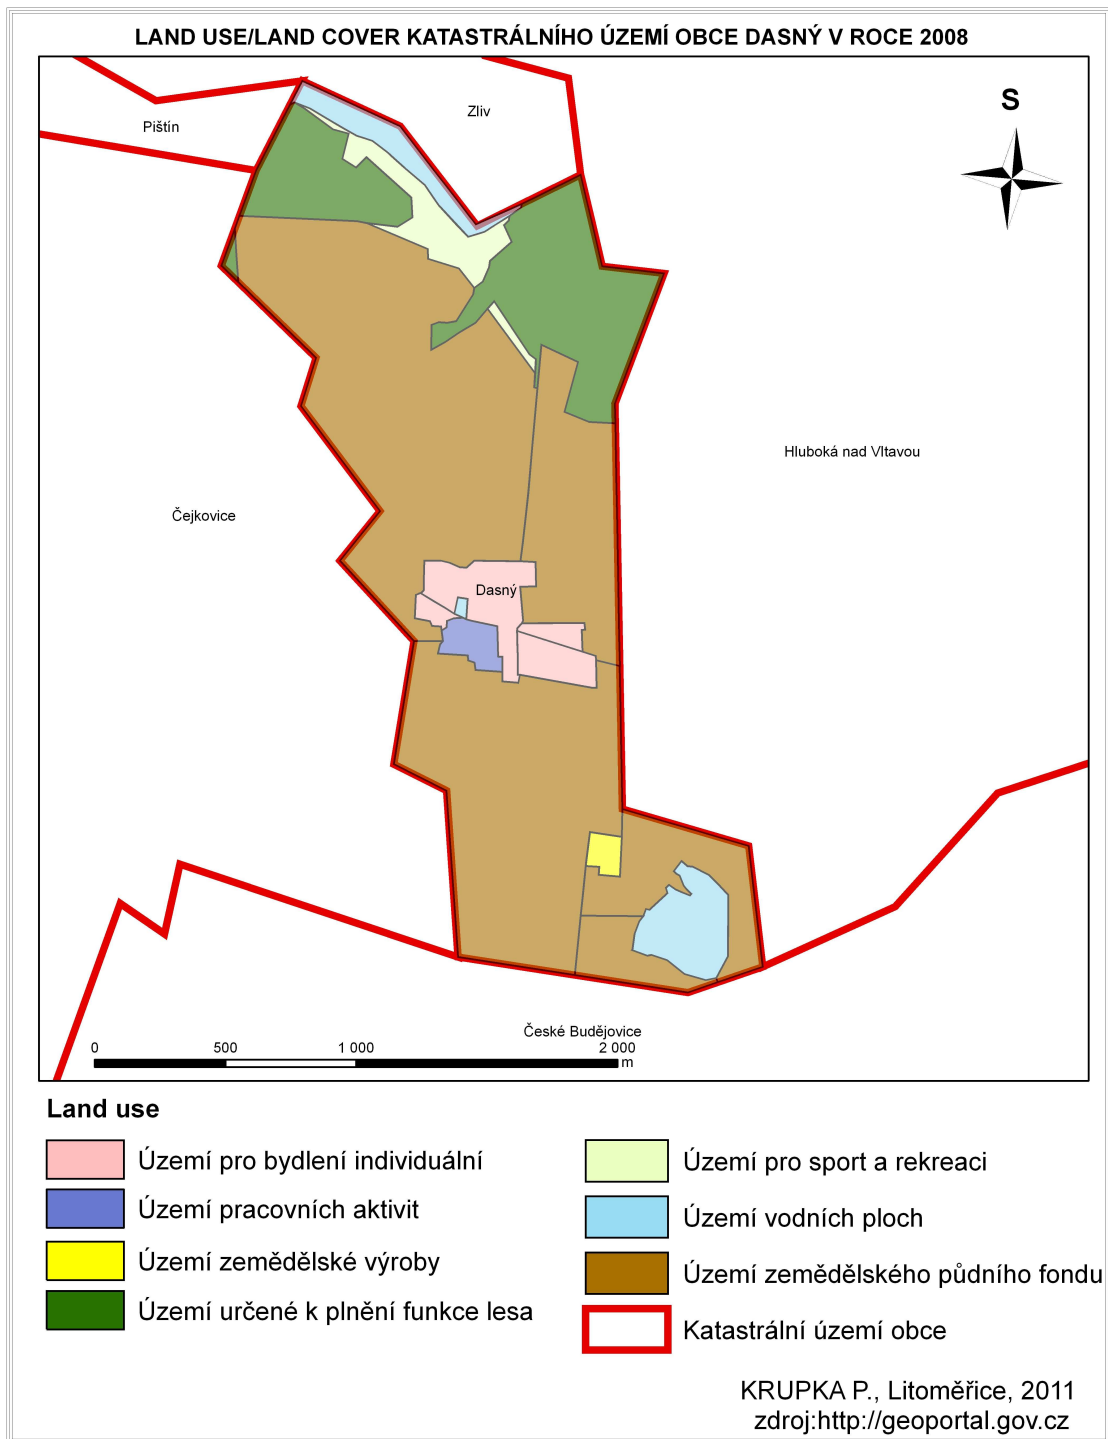 LAND USE/LAND COVER KATASTRÁLNÍHO ÚZEMÍ OBCE DASNÝ V ROCE 2008
S
Zliv
Pištín
Hluboká nad Vltavou
Čejkovice
Dasný
České Budějovice
0 500 1 000 2 000
m
Land use
Území pro bydlení individuální
Území pracovních aktivit
Území zemědělské výroby
Území určené k plnění funkce lesa
Území pro sport a rekreaci
Území vodních ploch
Území zemědělského půdního fondu
Katastrální území obce
KRUPKA P., Litoměřice, 2011
zdroj:http://geoportal.gov.cz